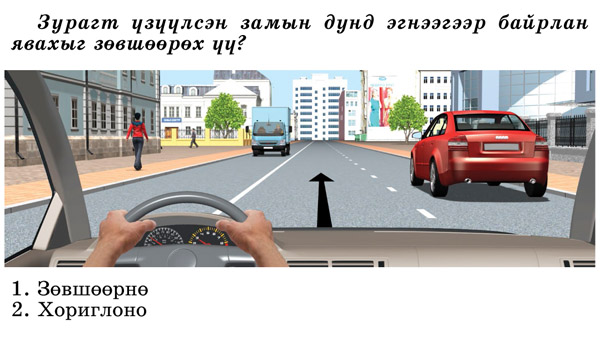 Зурагт үзүүлсэн замын дунд эгнээгээр байрлан
явахыг зөвшөөрөх үү?
1. Зөвшөөрнө
2. Хориглоно